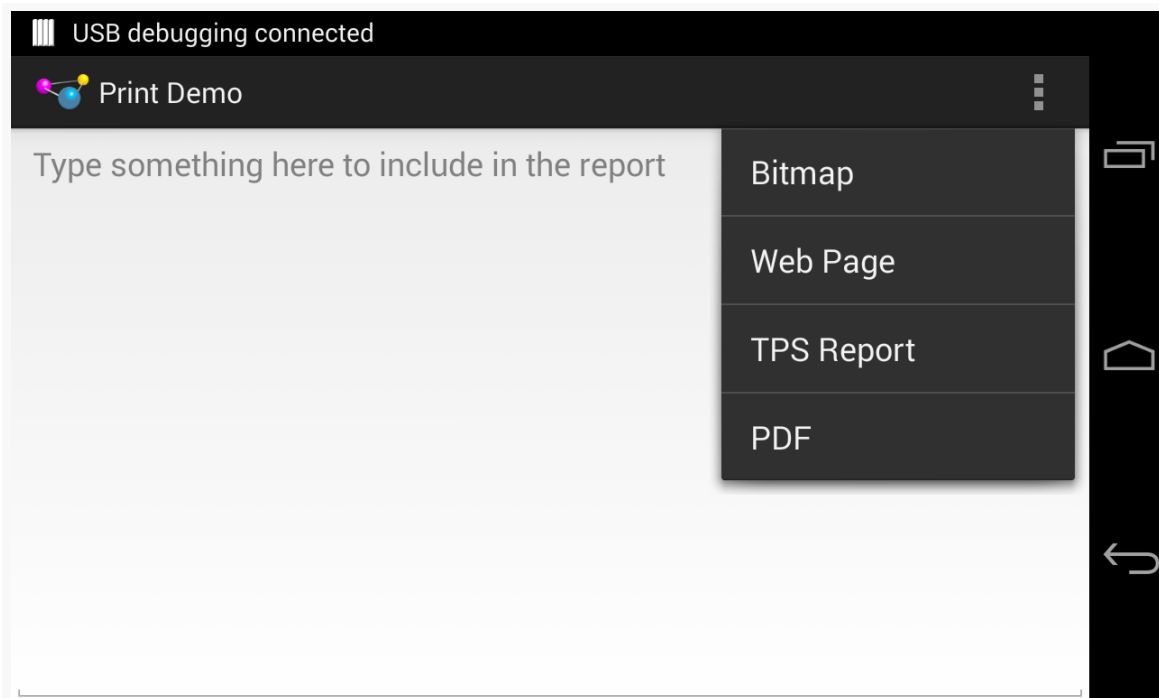 USB debugging connected
Print Demo
Type something here to include in the report
Bitmap
Web Page
TPS Report
PDF